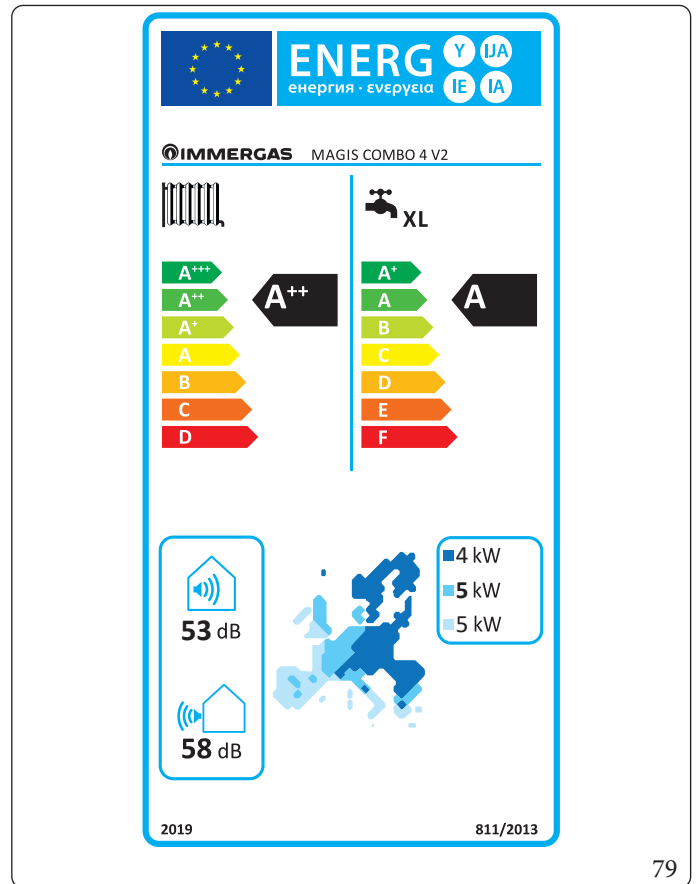 ENERG Y IJA
енергия · ενεργεια IE IA
IMMERGAS MAGIS COMBO 4 V2
XL
A+++
A++
A+
A
B
C
D
A++
A+
A
B
C
D
E
F
A
53 dB
58 dB
4 kW
5 kW
5 kW
2019 811/2013
79